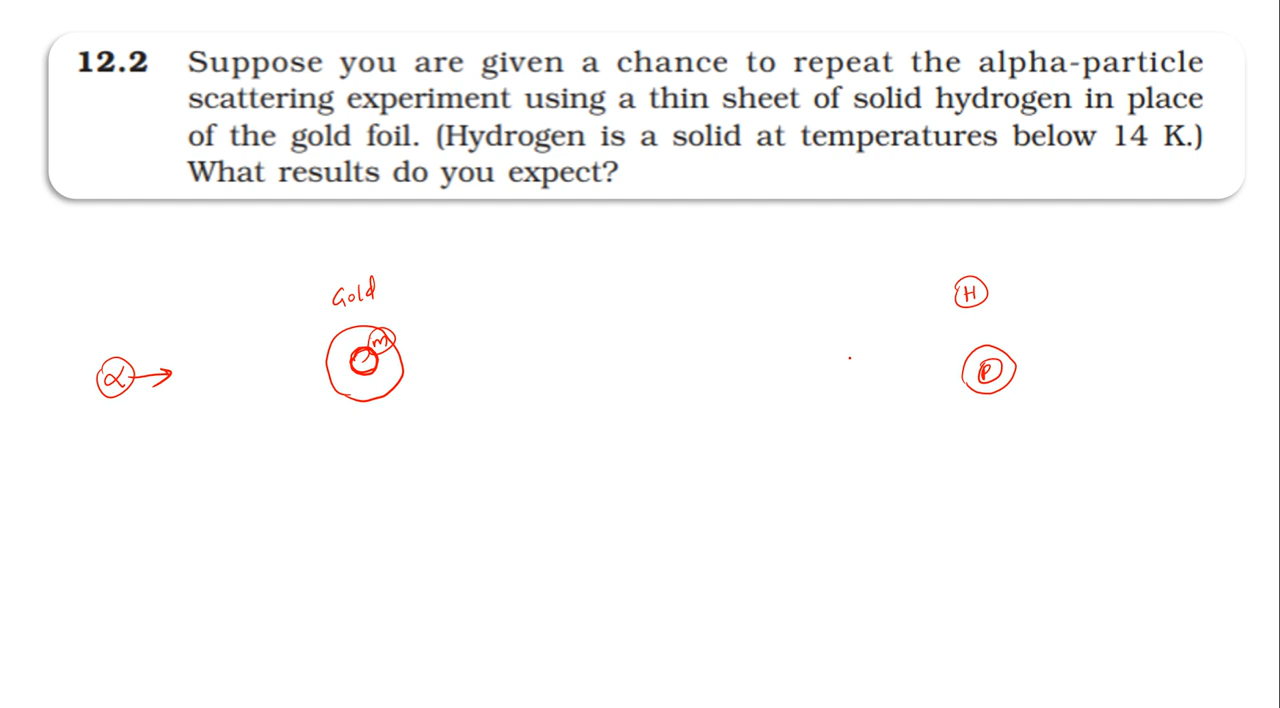 12.2 Suppose you are given a chance to repeat the alpha-particle
scattering experiment using a thin sheet of solid hydrogen in place
of the gold foil. (Hydrogen is a solid at temperatures below 14 K.)
What results do you expect?
Gold
H
m
α
P